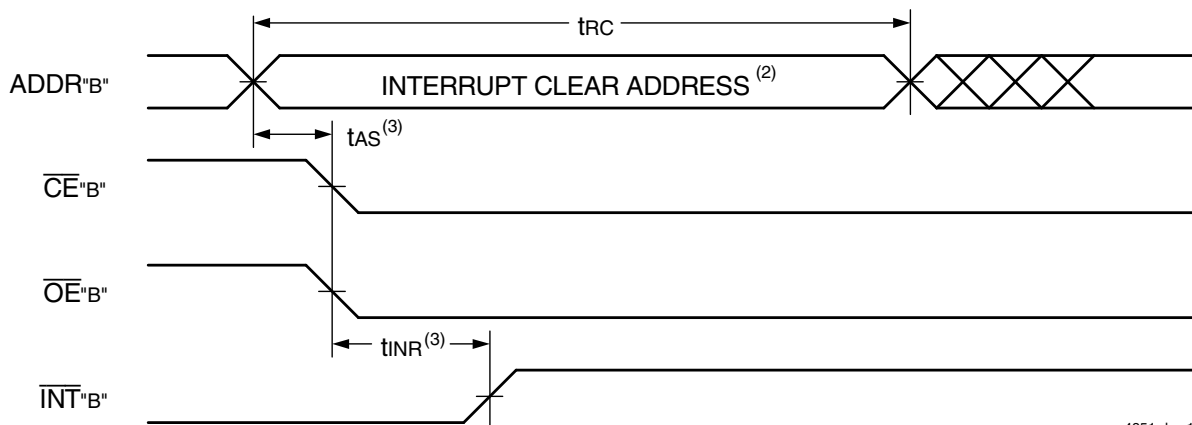 tRC
ADDR"B"
INTERRUPT CLEAR ADDRESS (2)
tAS(3)
CE"B"
OE"B"
tINR(3)
INT"B"